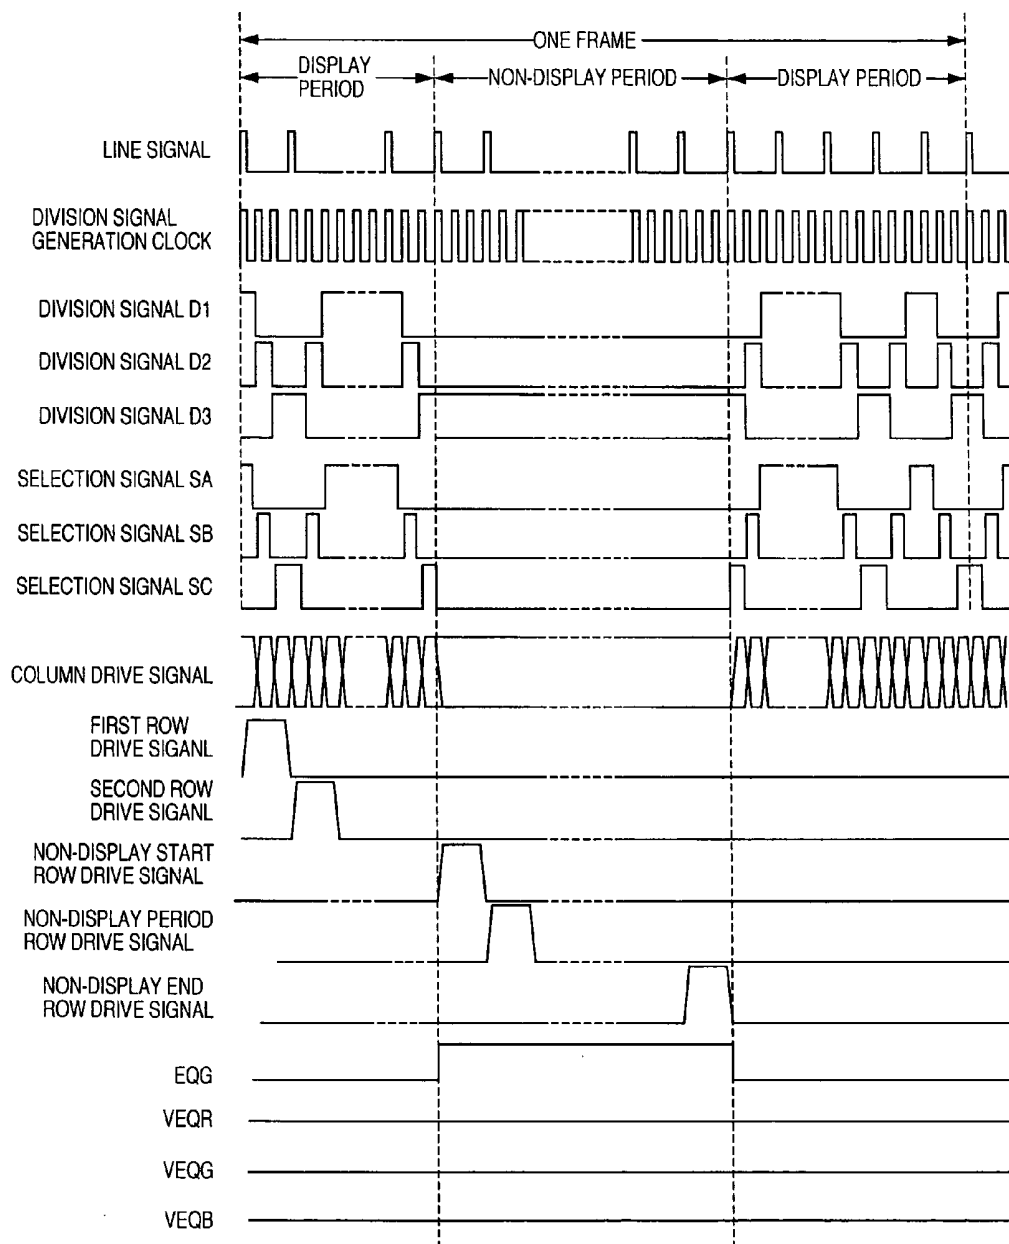 ONE FRAME
DISPLAY
PERIOD
NON-DISPLAY PERIOD
DISPLAY PERIOD
LINE SIGNAL
DIVISION SIGNAL
GENERATION CLOCK
DIVISION SIGNAL D1
DIVISION SIGNAL D2
DIVISION SIGNAL D3
SELECTION SIGNAL SA
SELECTION SIGNAL SB
SELECTION SIGNAL SC
COLUMN DRIVE SIGNAL
FIRST ROW
DRIVE SIGANL
SECOND ROW
DRIVE SIGANL
NON-DISPLAY START
ROW DRIVE SIGNAL
NON-DISPLAY PERIOD
ROW DRIVE SIGNAL
NON-DISPLAY END
ROW DRIVE SIGNAL
EQG
VEQR
VEQG
VEQB